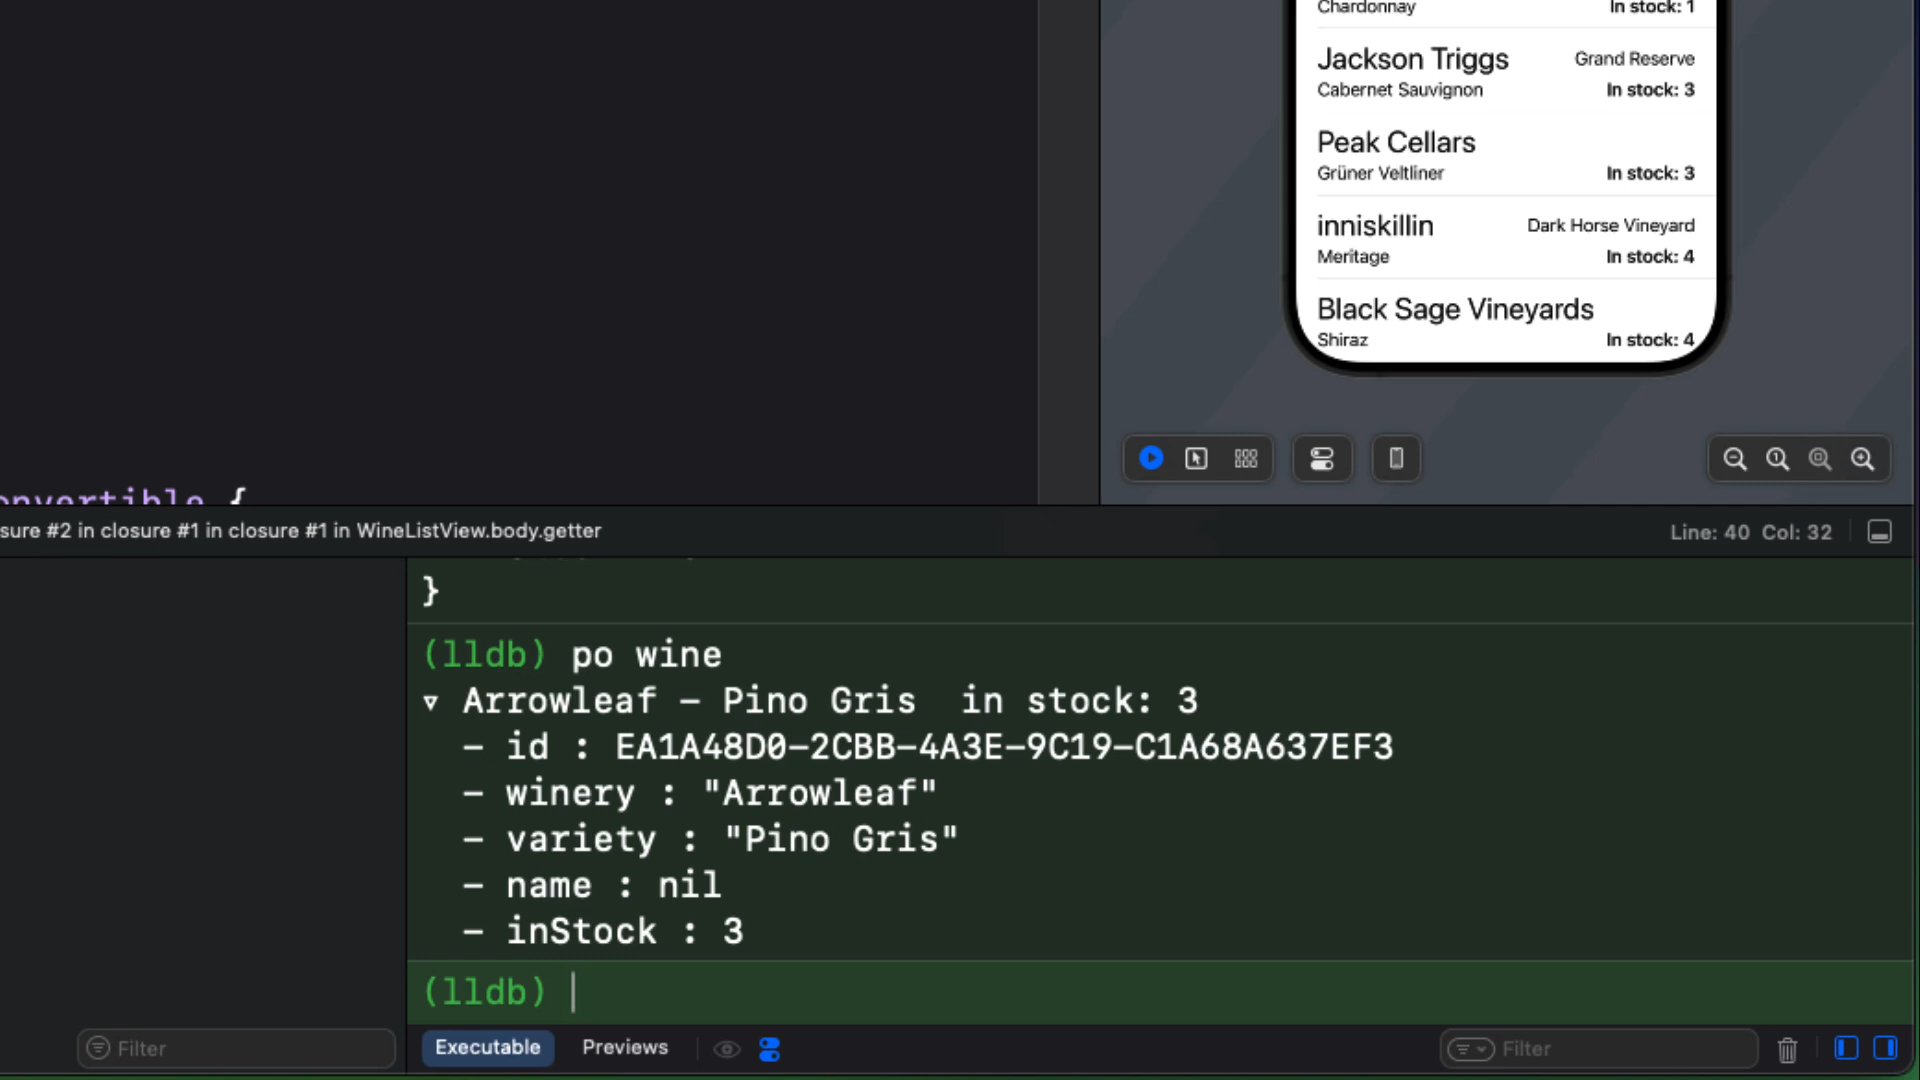 Chardonnay In stock: 1
Jackson Triggs Grand Reserve
Cabernet Sauvignon In stock: 3
Peak Cellars
Grüner Veltliner In stock: 3
inniskillin Dark Horse Vineyard
Meritage In stock: 4
Black Sage Vineyards
Shiraz In stock: 4
onvertible {
sure #2 in closure #1 in closure #1 in WineListView.body.getter
Line: 40 Col: 32
}
(lldb) po wine
▿ Arrowleaf – Pino Gris  in stock: 3
– id : EA1A48D0-2CBB-4A3E-9C19-C1A68A637EF3
– winery : "Arrowleaf"
– variety : "Pino Gris"
– name : nil
– inStock : 3
(lldb)
Filter
Executable Previews
Filter